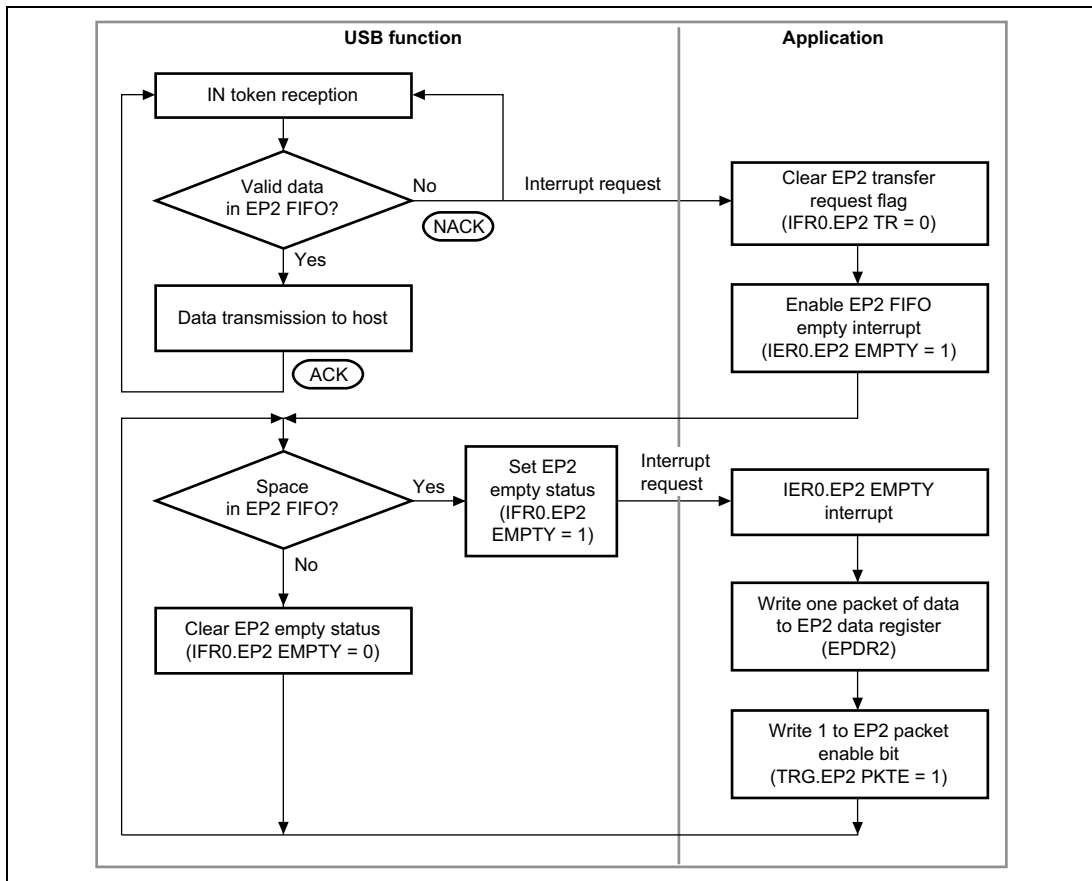 USB function
Application
IN token reception
Valid data
in EP2 FIFO?
No
NACK
Interrupt request
Clear EP2 transfer
request flag
(IFR0.EP2 TR = 0)
Yes
Data transmission to host
ACK
Enable EP2 FIFO
empty interrupt
(IER0.EP2 EMPTY = 1)
Space
in EP2 FIFO?
Yes
Set EP2
empty status
(IFR0.EP2
EMPTY = 1)
Interrupt
request
IER0.EP2 EMPTY
interrupt
No
Clear EP2 empty status
(IFR0.EP2 EMPTY = 0)
Write one packet of data
to EP2 data register
(EPDR2)
Write 1 to EP2 packet
enable bit
(TRG.EP2 PKTE = 1)